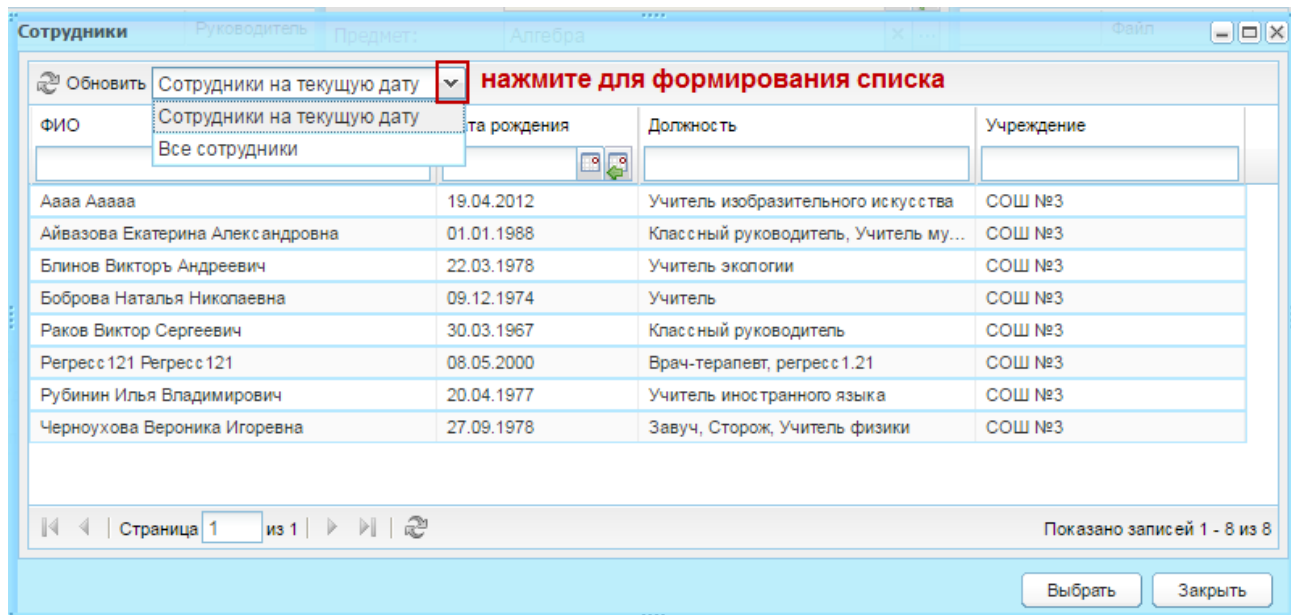 Руководитель Предмет: Алгебра Файл
Сотрудники
Обновить Сотрудники на текущую дату нажмите для формирования списка
Сотрудники на текущую дату
Все сотрудники
ФИО та рождения Должность Учреждение
Аааа Ааааа 19.04.2012 Учитель изобразительного искусства СОШ №3
Айвазова Екатерина Александровна 01.01.1988 Классный руководитель, Учитель му... СОШ №3
Блинов Викторъ Андреевич 22.03.1978 Учитель экологии СОШ №3
Боброва Наталья Николаевна 09.12.1974 Учитель СОШ №3
Раков Виктор Сергеевич 30.03.1967 Классный руководитель СОШ №3
Регресс121 Регресс121 08.05.2000 Врач-терапевт, регресс1.21 СОШ №3
Рубинин Илья Владимирович 20.04.1977 Учитель иностранного языка СОШ №3
Черноухова Вероника Игоревна 27.09.1978 Завуч, Сторож, Учитель физики СОШ №3
Страница 1 из 1 Показано записей 1 - 8 из 8
Выбрать Закрыть